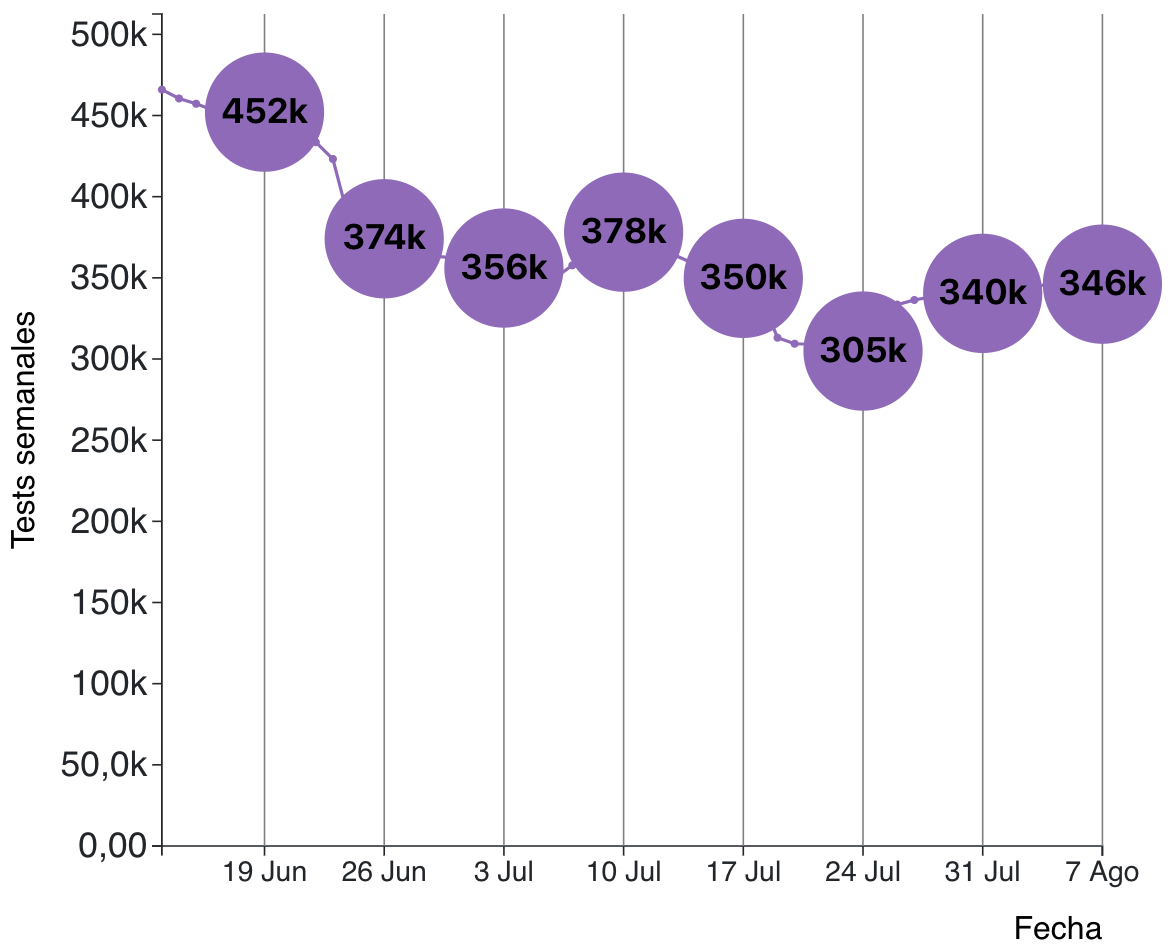 500k
450k
400k
350k
300k
250k
200k
150k
100k
50,0k
0,00
Tests semanales
452k
374k
356k
378k
350k
305k
340k
346k
19 Jun
26 Jun
3 Jul
10 Jul
17 Jul
24 Jul
31 Jul
7 Ago
Fecha